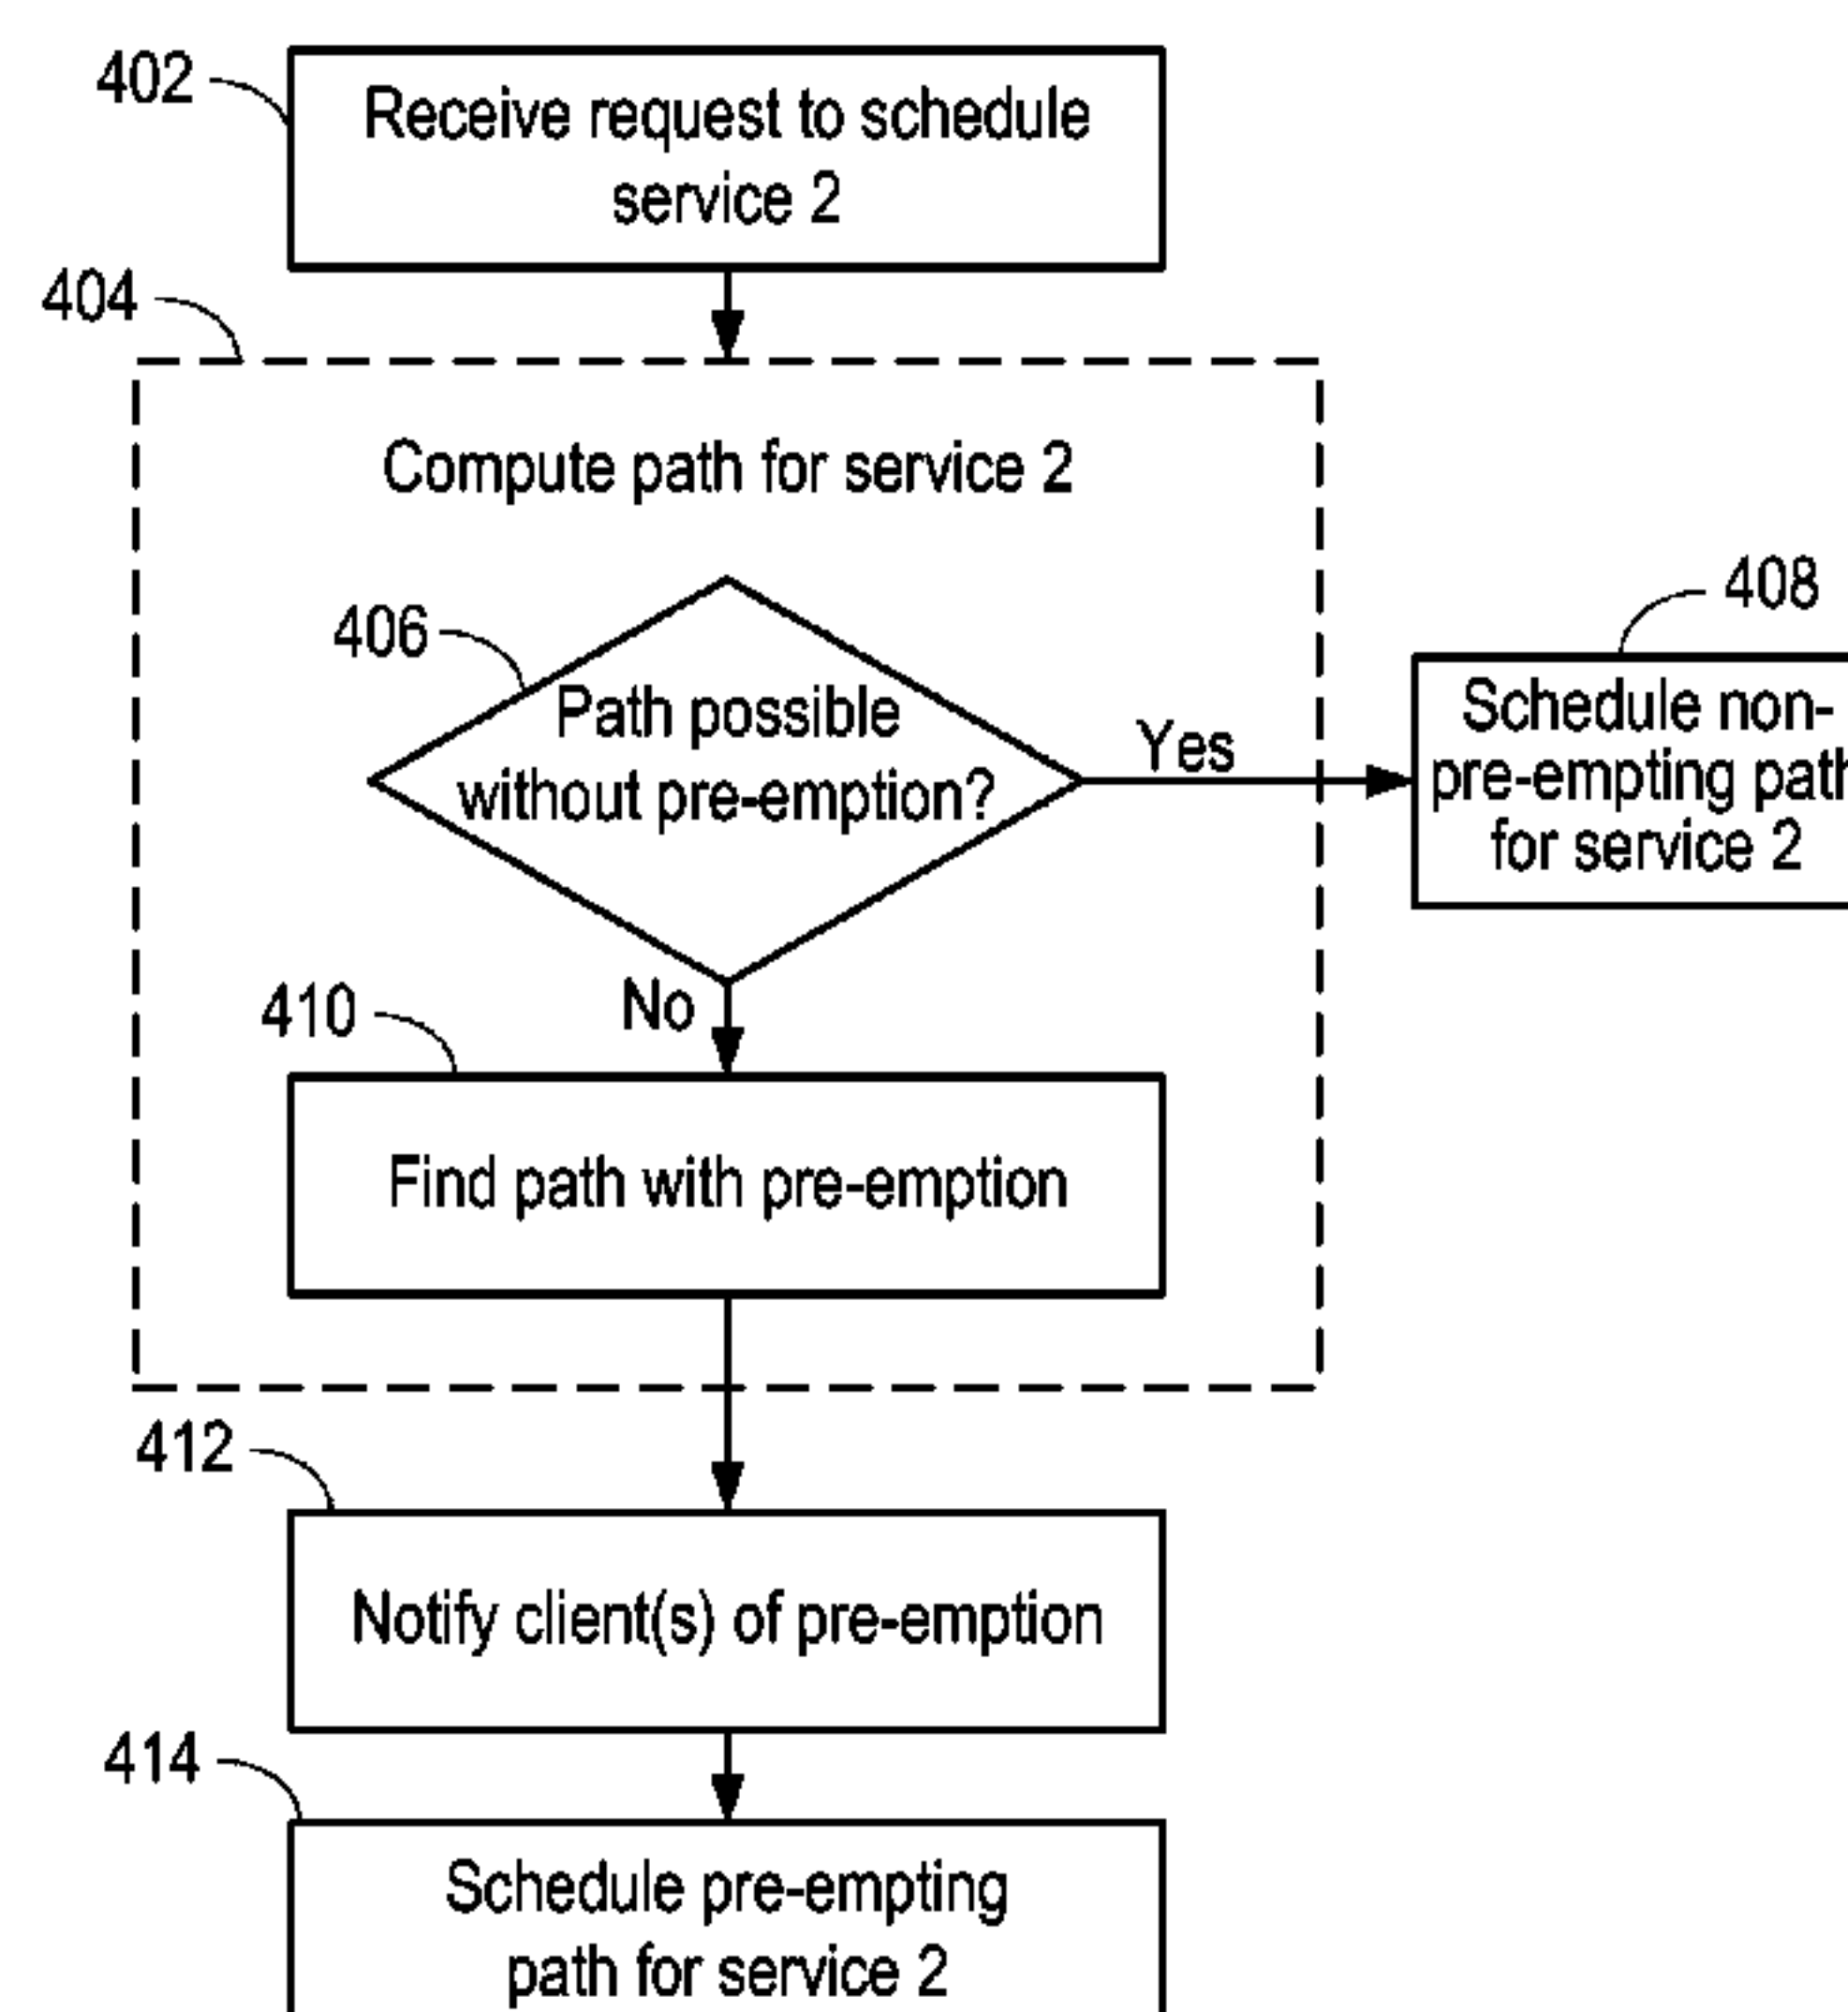 402
Receive request to schedule
service 2
404
Compute path for service 2
406
Path possible
without pre-emption?
Yes
408
Schedule non-
pre-empting path
for service 2
No
410
Find path with pre-emption
412
Notify client(s) of pre-emption
414
Schedule pre-empting
path for service 2